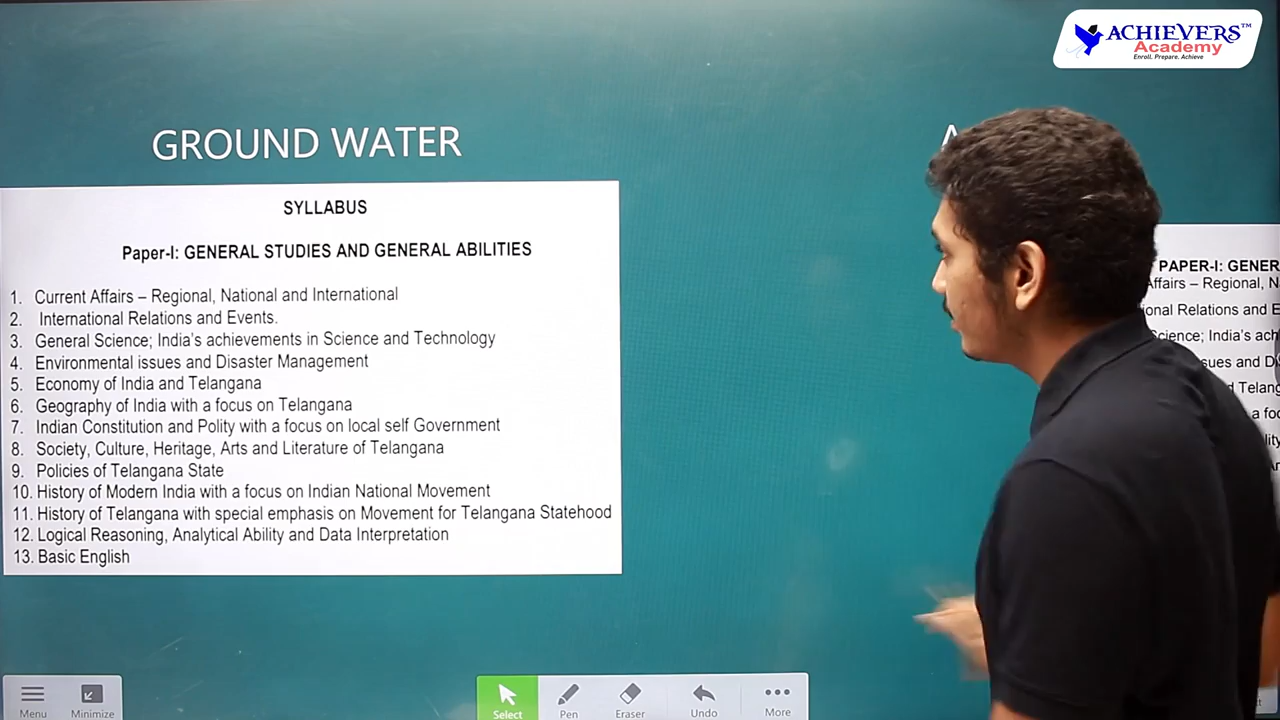 ACHIEVERS™
Academy
Enroll. Prepare. Achieve
GROUND WATER
SYLLABUS
Paper-I: GENERAL STUDIES AND GENERAL ABILITIES
1. Current Affairs – Regional, National and International
2. International Relations and Events.
3. General Science; India's achievements in Science and Technology
4. Environmental issues and Disaster Management
5. Economy of India and Telangana
6. Geography of India with a focus on Telangana
7. Indian Constitution and Polity with a focus on local self Government
8. Society, Culture, Heritage, Arts and Literature of Telangana
9. Policies of Telangana State
10. History of Modern India with a focus on Indian National Movement
11. History of Telangana with special emphasis on Movement for Telangana Statehood
12. Logical Reasoning, Analytical Ability and Data Interpretation
13. Basic English
PAPER-I:
Regional,
and
Science; India's
and
Menu
Minimize
Select
Pen
Eraser
Undo
More